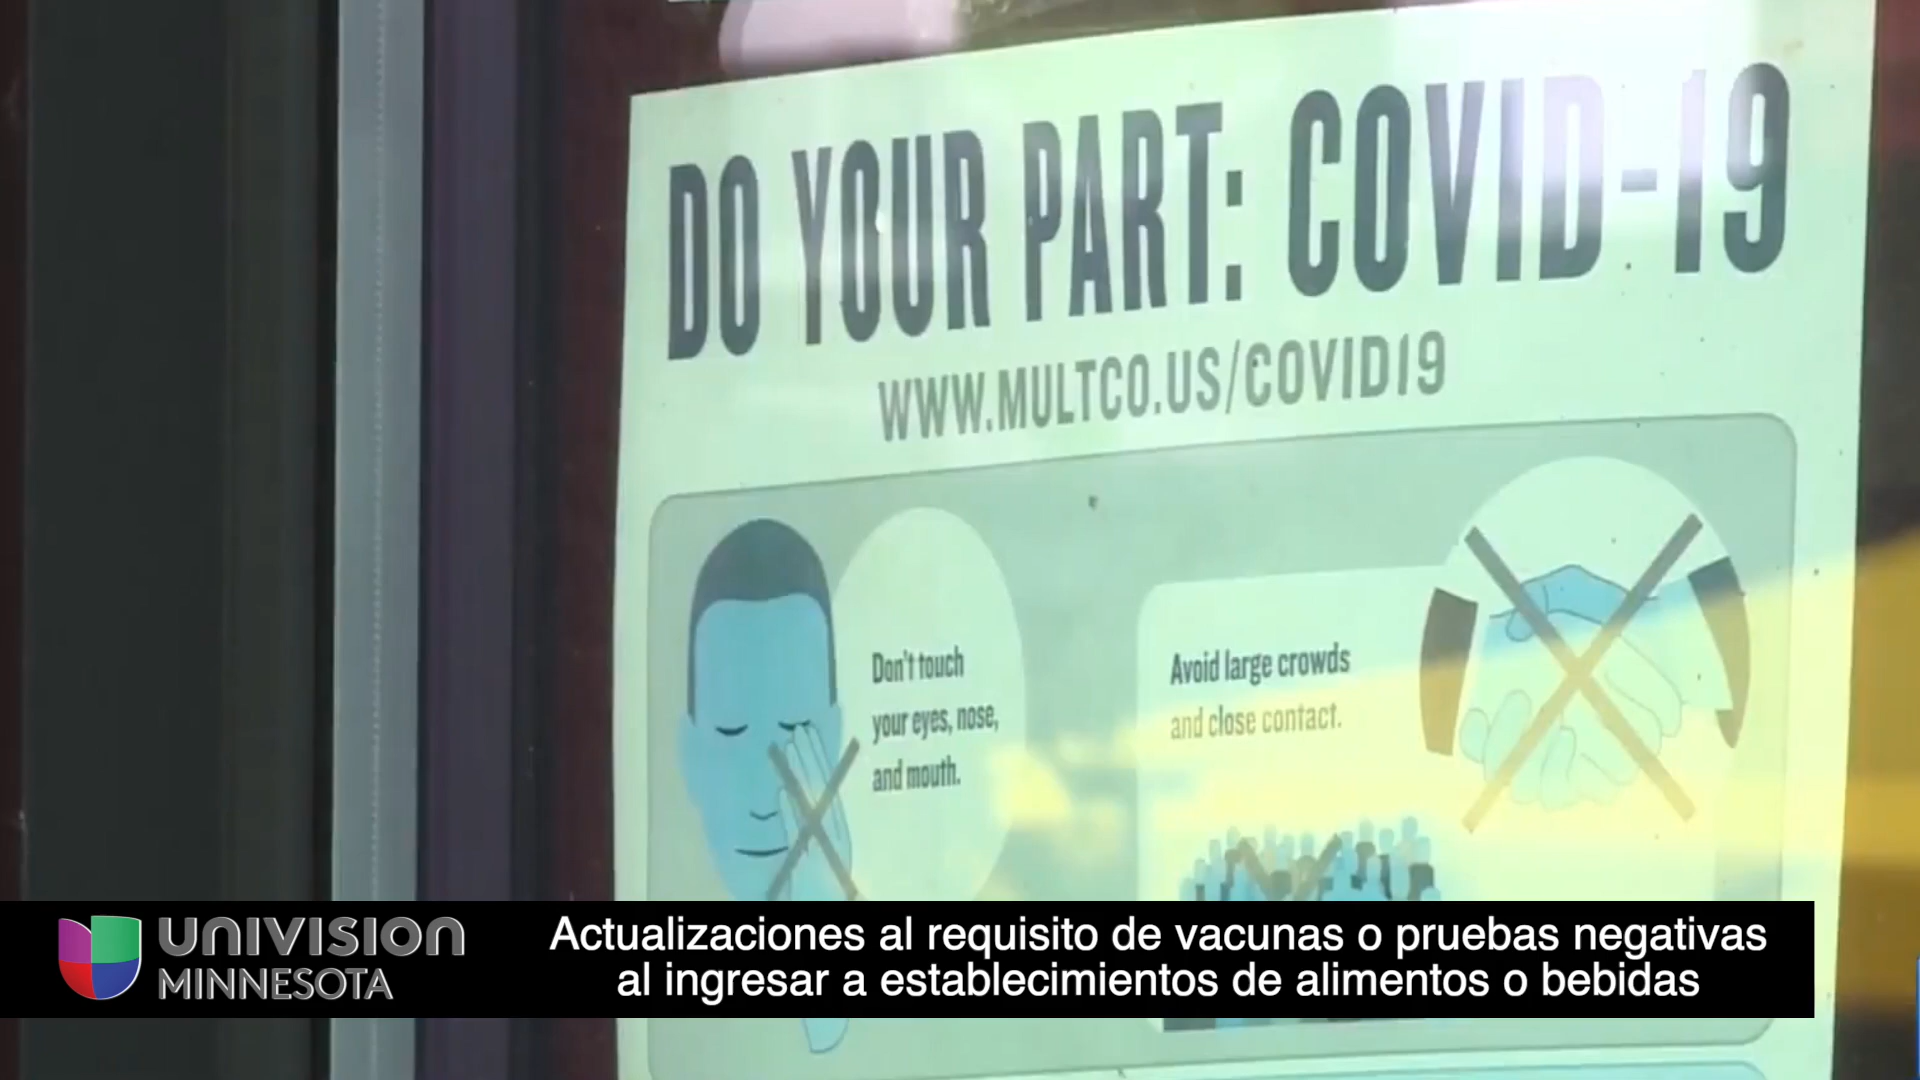 DO YOUR PART: COVID-19
WWW.MULTCO.US/COVID19
Don't touch
your eyes, nose,
and mouth.
Avoid large crowds
and close contact.
UNIVISION
MINNESOTA
Actualizaciones al requisito de vacunas o pruebas negativas
al ingresar a establecimientos de alimentos o bebidas